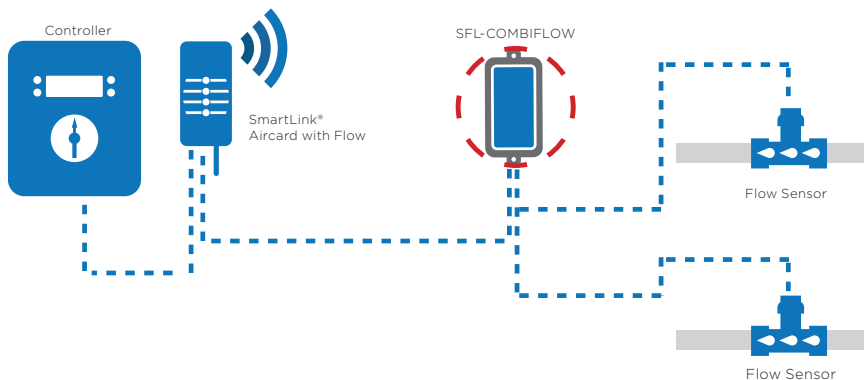 Controller
SFL-COMBIFLOW
SmartLink®
Aircard with Flow
Flow Sensor
Flow Sensor